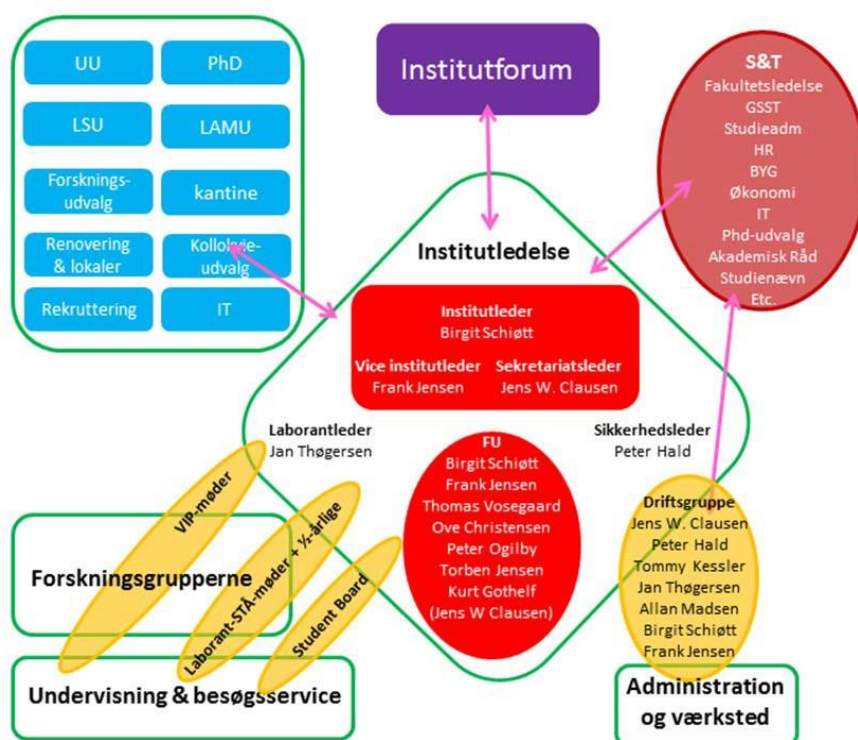 UU
PhD
LSU
LAMU
Forsknings-
udvalg
kantine
Renovering
& lokaler
Kollokvie-
udvalg
Rekruttering
IT
Institutforum
S&T
Fakultetsledelse
GSST
Studieadm
HR
BYG
Økonomi
IT
Phd-udvalg
Akademisk Råd
Studienævn
Etc.
Institutledelse
Institutleder
Birgit Schiøtt
Vice institutleder
Frank Jensen
Sekretariatsleder
Jens W. Clausen
Laborantleder
Jan Thøgersen
Sikkerhedsleder
Peter Hald
FU
Birgit Schiøtt
Frank Jensen
Thomas Vosegaard
Ove Christensen
Peter Ogilby
Torben Jensen
Kurt Gothelf
(Jens W Clausen)
Driftsgruppe
Jens W. Clausen
Peter Hald
Tommy Kessler
Jan Thøgersen
Allan Madsen
Birgit Schiøtt
Frank Jensen
VIP-møder
Laborant-STÅ-møder + ½-årlige
Student Board
Forskningsgrupperne
Undervisning & besøgsservice
Administration
og værksted